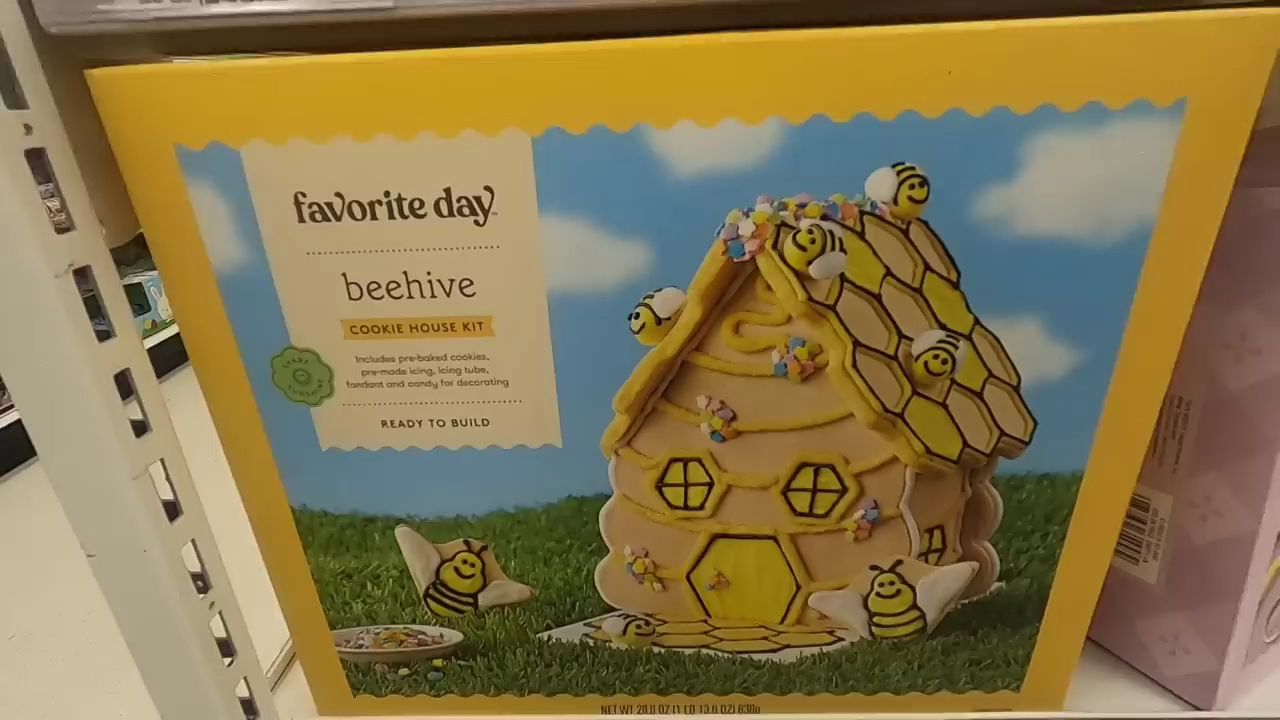 favorite day
beehive
COOKIE HOUSE KIT
Includes pre-baked cookies,
pre-made icing, icing tube,
fondant and candy for decorating
READY TO BUILD